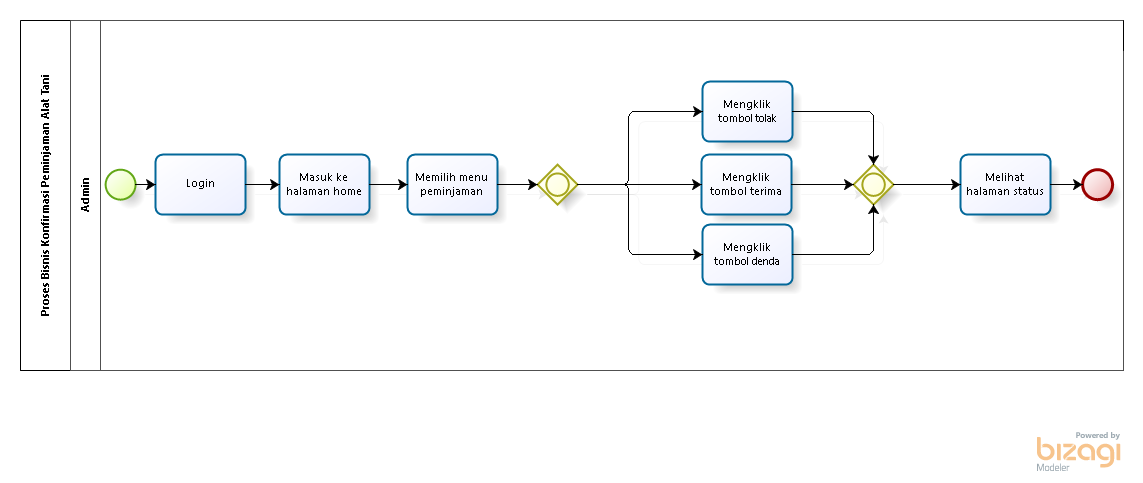 Proses Bisnis Konfirmasi Peminjaman Alat Tani
Admin
Login
Masuk ke
halaman home
Memilih menu
peminjaman
Mengklik
tombol tolak
Mengklik
tombol terima
Mengklik
tombol denda
Melihat
halaman status
Powered by
bizagi
Modeler